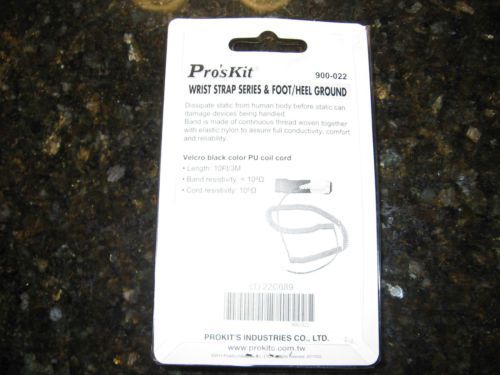 Pro'sKit®
900-022
WRIST STRAP SERIES & FOOT/HEEL GROUND
Dissipate static from human body before static can
damage devices being handled.
Band is made of continuous thread woven together
with elastic nylon to assure full conductivity, comfort
and reliability.
Velcro black color PU coil cord
• Length: 10Ft/3M
• Band resistivity:
• Cord resistivity:
(1) 220689
PROKIT'S INDUSTRIES CO., LTD.
www.prokits.com.tw